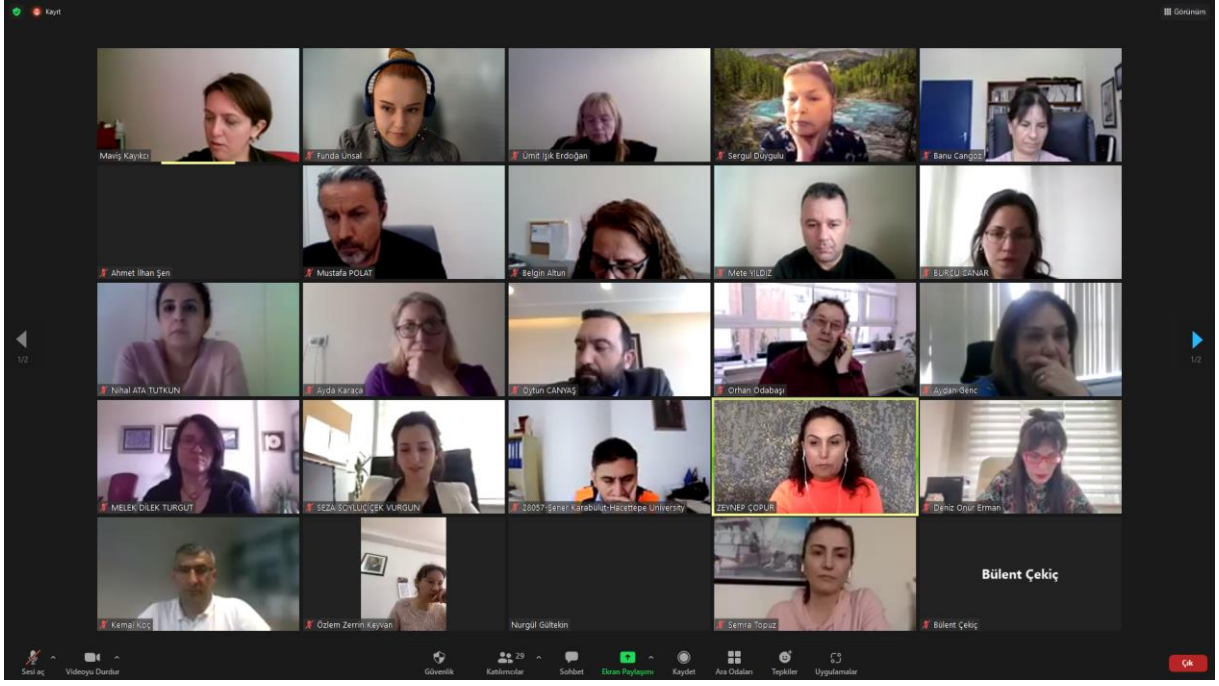 Kayıt
Görünüm
Maviş Kayıkcı
Funda Ünsal
Ümit Işık Erdoğan
Sergul Duygulu
Banu Cangöz
Ahmet İlhan Şen
Mustafa POLAT
Belgin Altun
Mete YILDIZ
BURÇU CANAR
1/2
1/2
Nihal ATA TUTKUN
Ayda Karaca
Oytun CANYAŞ
Orhan Odabaşı
Aydan Genç
MELEK DİLEK TURGUT
SEZA SOYLUÇİÇEK VURGUN
28057-Şener Karabulut-Hacettepe University
ZEYNEP ÇOPUR
Deniz Onur Erman
Kemal Koç
Özlem Zerrin Keyvan
Nurgül Gültekin
Semra Topuz
Bülent Çekiç
Bülent Çekiç
Sesi aç
Videoyu Durdur
Güvenlik
29
Katılımcılar
Sohbet
Ekran Paylaşımı
Kaydet
Ara Odaları
Tepkiler
Uygulamalar
Çık